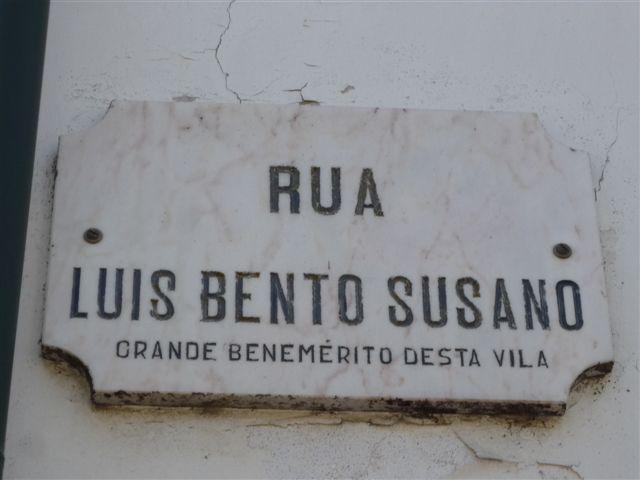 RUA
LUIS BENTO SUSANO
GRANDE BENEMÉRITO DESTA VILA